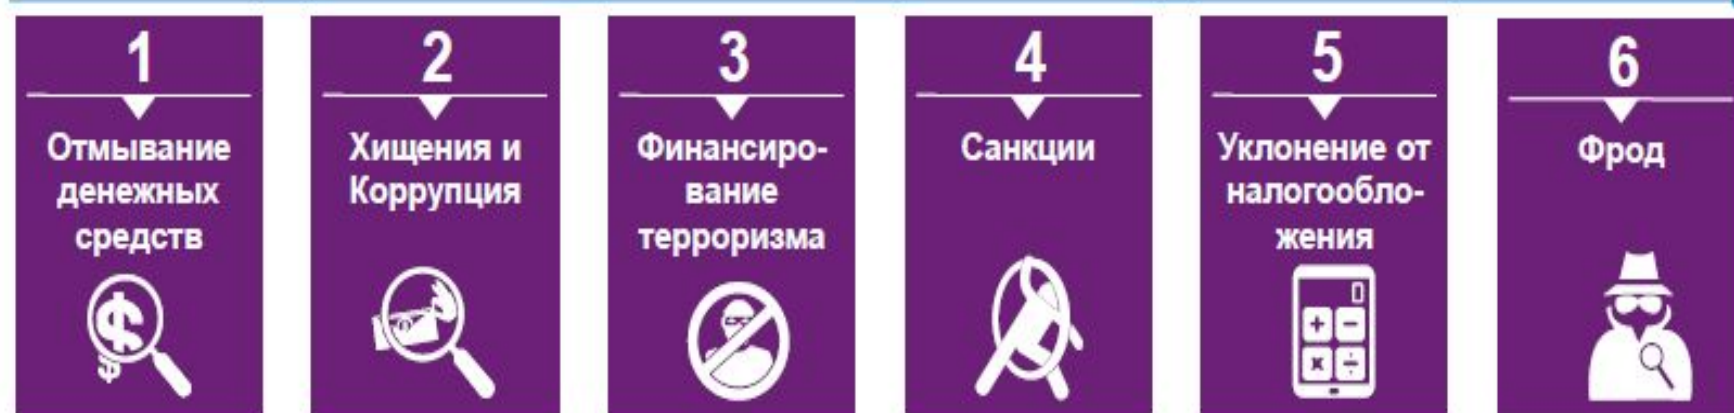 1
Отмывание
денежных
средств
2
Хищения и
Коррупция
3
Финансиро-
вание
терроризма
4
Санкции
5
Уклонение от
налогообло-
жения
6
Фрод